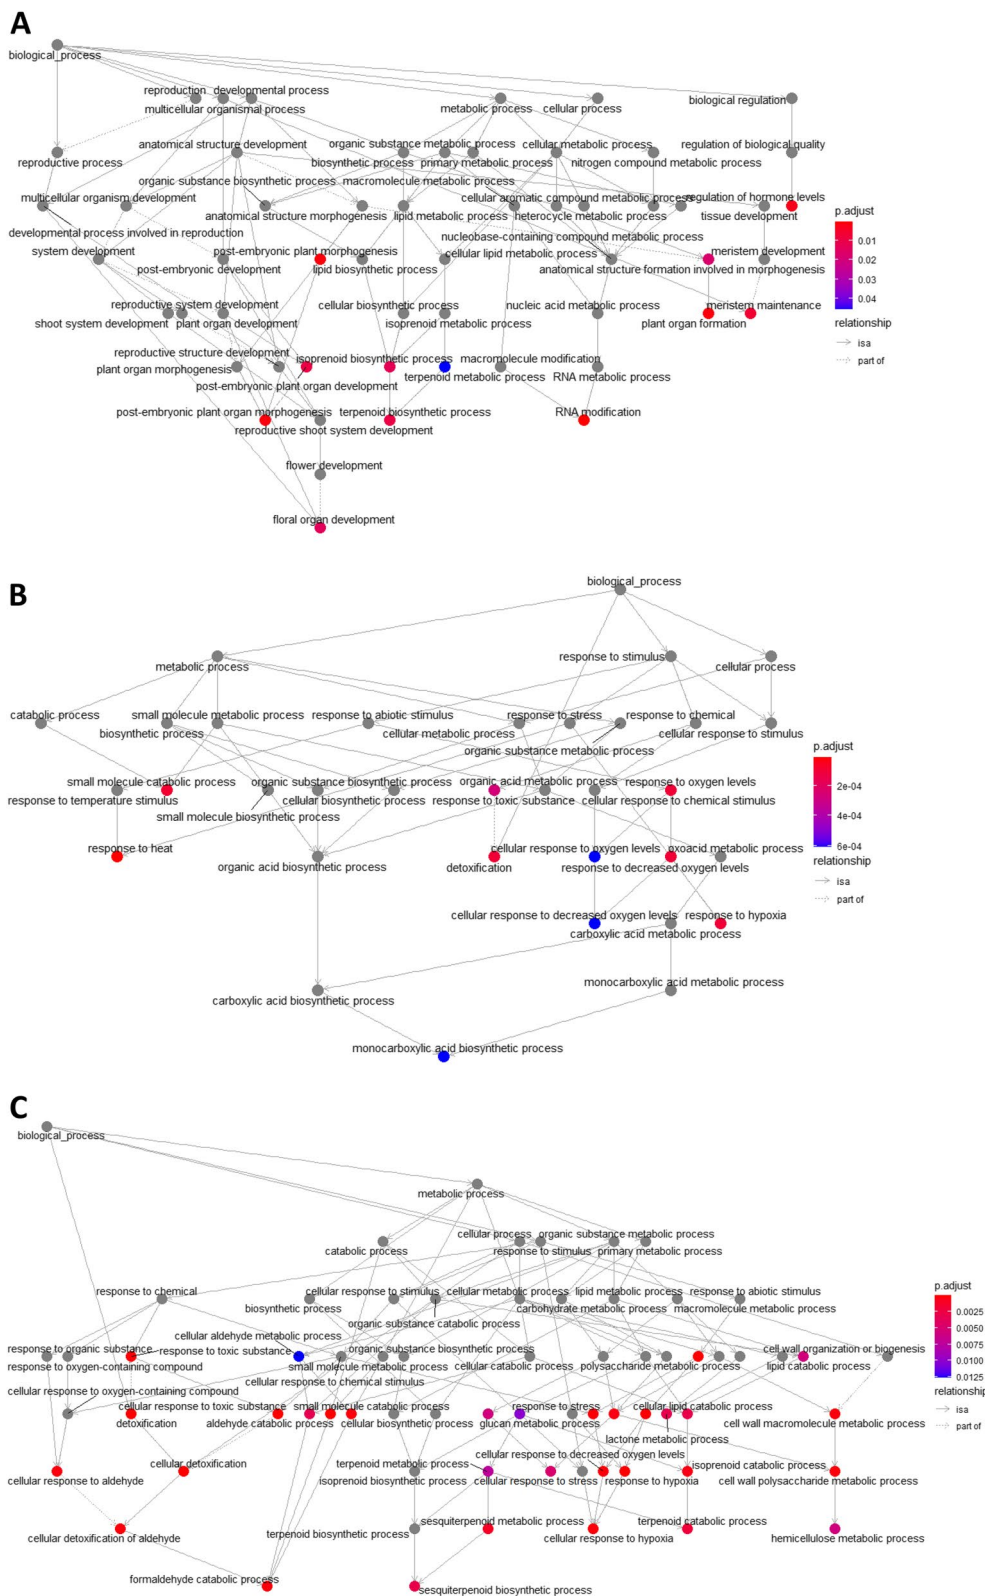 A
biological_process
reproduction developmental process
multicellular organismal process
metabolic process cellular process
biological regulation
reproductive process
anatomical structure development
organic substance metabolic process
biosynthetic process primary metabolic process
cellular metabolic process
nitrogen compound metabolic process
regulation of biological quality
organic substance biosynthetic process macromolecule metabolic process
multicellular organism development
anatomical structure morphogenesis lipid metabolic process
cellular aromatic compound metabolic process
heterocycle metabolic process
regulation of hormone levels
tissue development
developmental process involved in reproduction
nucleobase-containing compound metabolic process
system development
post-embryonic plant morphogenesis
post-embryonic development
lipid biosynthetic process
cellular lipid metabolic process
meristem development
anatomical structure formation involved in morphogenesis
reproductive system development
shoot system development plant organ development
cellular biosynthetic process
isoprenoid metabolic process
nucleic acid metabolic process
meristem maintenance
plant organ formation
reproductive structure development
plant organ morphogenesis
isoprenoid biosynthetic process
post-embryonic plant organ development
terpenoid metabolic process
macromolecule modification
RNA metabolic process
post-embryonic plant organ morphogenesis
reproductive shoot system development
terpenoid biosynthetic process
RNA modification
flower development
floral organ development
p.adjust
0.01
0.02
0.03
0.04
relationship
isa
part of
B
biological_process
metabolic process
response to stimulus
cellular process
catabolic process
small molecule metabolic process
biosynthetic process
response to abiotic stimulus
cellular metabolic process
response to stress
response to chemical
cellular response to stimulus
organic substance metabolic process
small molecule catabolic process
response to temperature stimulus
organic substance biosynthetic process
cellular biosynthetic process
organic acid metabolic process
response to toxic substance
response to oxygen levels
cellular response to chemical stimulus
small molecule biosynthetic process
response to heat
organic acid biosynthetic process
detoxification
cellular response to oxygen levels
oxoacid metabolic process
response to decreased oxygen levels
cellular response to decreased oxygen levels
response to hypoxia
carboxylic acid metabolic process
carboxylic acid biosynthetic process
monocarboxylic acid metabolic process
monocarboxylic acid biosynthetic process
p.adjust
2e-04
4e-04
6e-04
relationship
isa
part of
C
biological_process
metabolic process
catabolic process
cellular process
organic substance metabolic process
response to stimulus primary metabolic process
response to chemical
biosynthetic process
cellular response to stimulus
cellular metabolic process
lipid metabolic process
response to abiotic stimulus
carbohydrate metabolic process
macromolecule metabolic process
organic substance catabolic process
cellular aldehyde metabolic process
response to organic substance
response to toxic substance
organic substance biosynthetic process
cell wall organization or biogenesis
response to oxygen-containing compound
small molecule metabolic process
cellular catabolic process
polysaccharide metabolic process
lipid catabolic process
cellular response to chemical stimulus
cellular response to oxygen-containing compound
cellular response to toxic substance
small molecule catabolic process
response to stress
cellular lipid catabolic process
detoxification
aldehyde catabolic process
cellular biosynthetic process
glucan metabolic process
cell wall macromolecule metabolic process
lactone metabolic process
cellular response to decreased oxygen levels
cellular detoxification
terpenoid metabolic process
isoprenoid catabolic process
cellular response to aldehyde
isoprenoid biosynthetic process
cellular response to stress
response to hypoxia
cell wall polysaccharide metabolic process
sesquiterpenoid metabolic process
terpenoid catabolic process
cellular detoxification of aldehyde
terpenoid biosynthetic process
cellular response to hypoxia
hemicellulose metabolic process
formaldehyde catabolic process
sesquiterpenoid biosynthetic process
p.adjust
0.0025
0.0050
0.0075
0.0100
0.0125
relationship
isa
part of